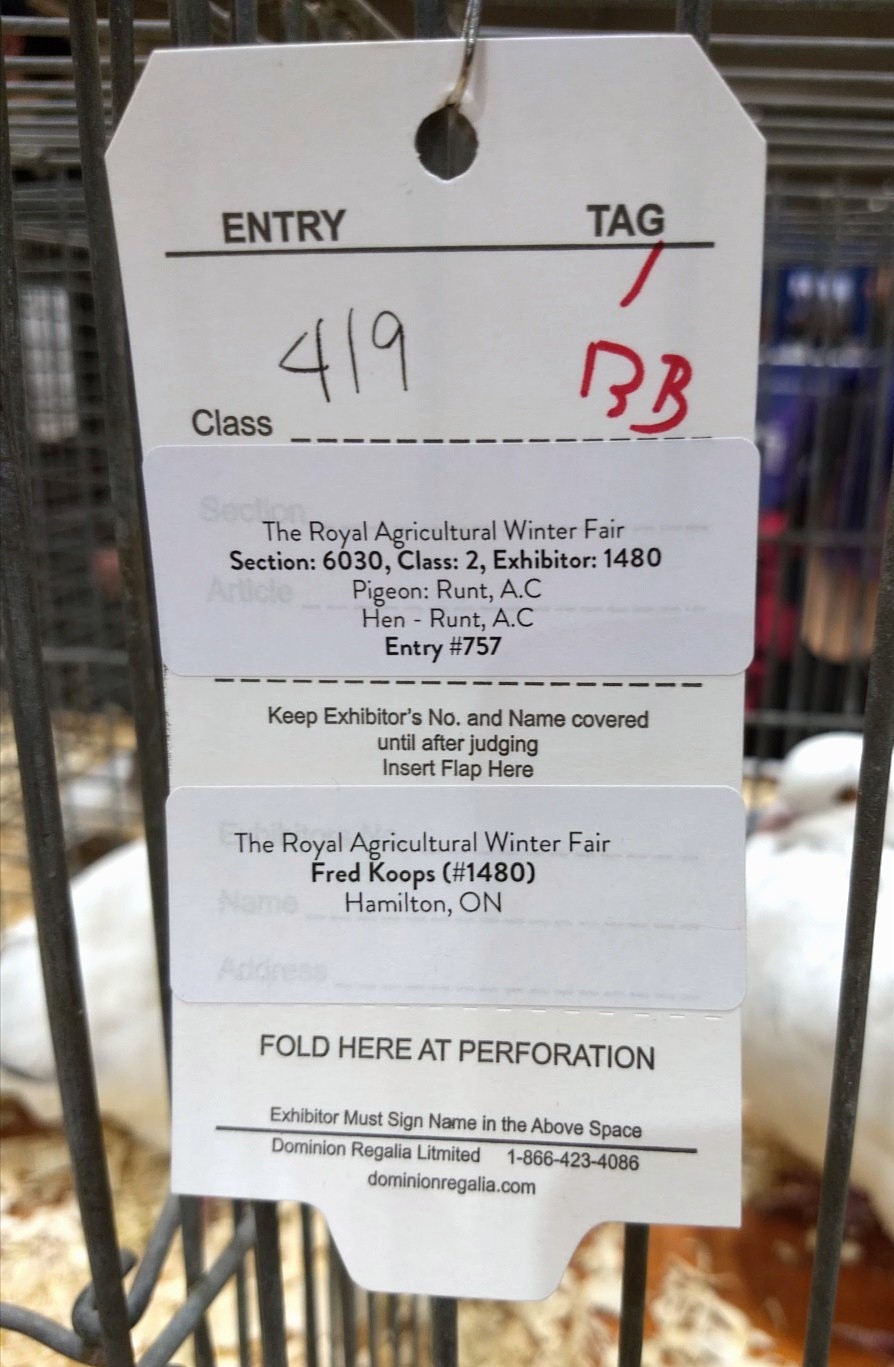 ENTRY TAG
1
419 BB
Class
Section
The Royal Agricultural Winter Fair
Section: 6030, Class: 2, Exhibitor: 1480
Article
Pigeon: Runt, A.C
Hen - Runt, A.C
Entry #757
Keep Exhibitor's No. and Name covered
until after judging
Insert Flap Here
The Royal Agricultural Winter Fair
Fred Koops (#1480)
Name
Hamilton, ON
Address
FOLD HERE AT PERFORATION
Exhibitor Must Sign Name in the Above Space
Dominion Regalia Litmited 1-866-423-4086
dominionregalia.com